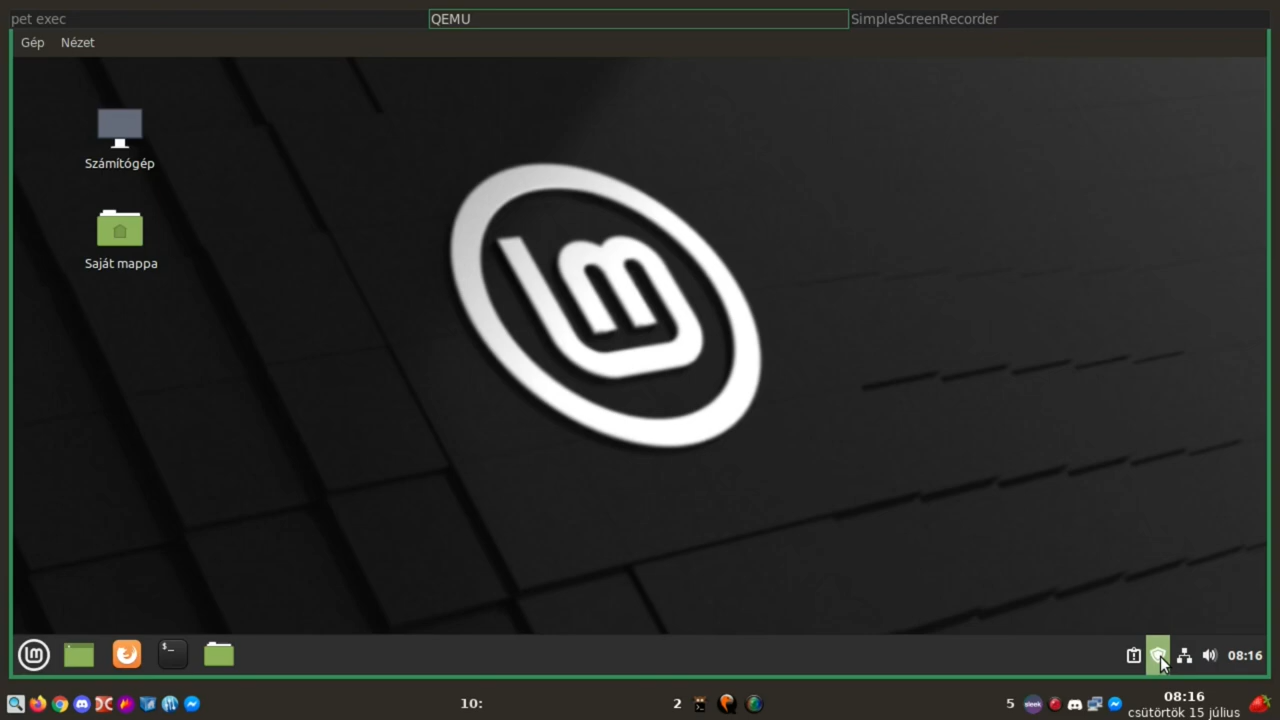 pet exec
QEMU
SimpleScreenRecorder
Gép Nézet
Számítógép
Saját mappa
08:16
10:
2
5
sleek
08:16
csütörtök 15 július